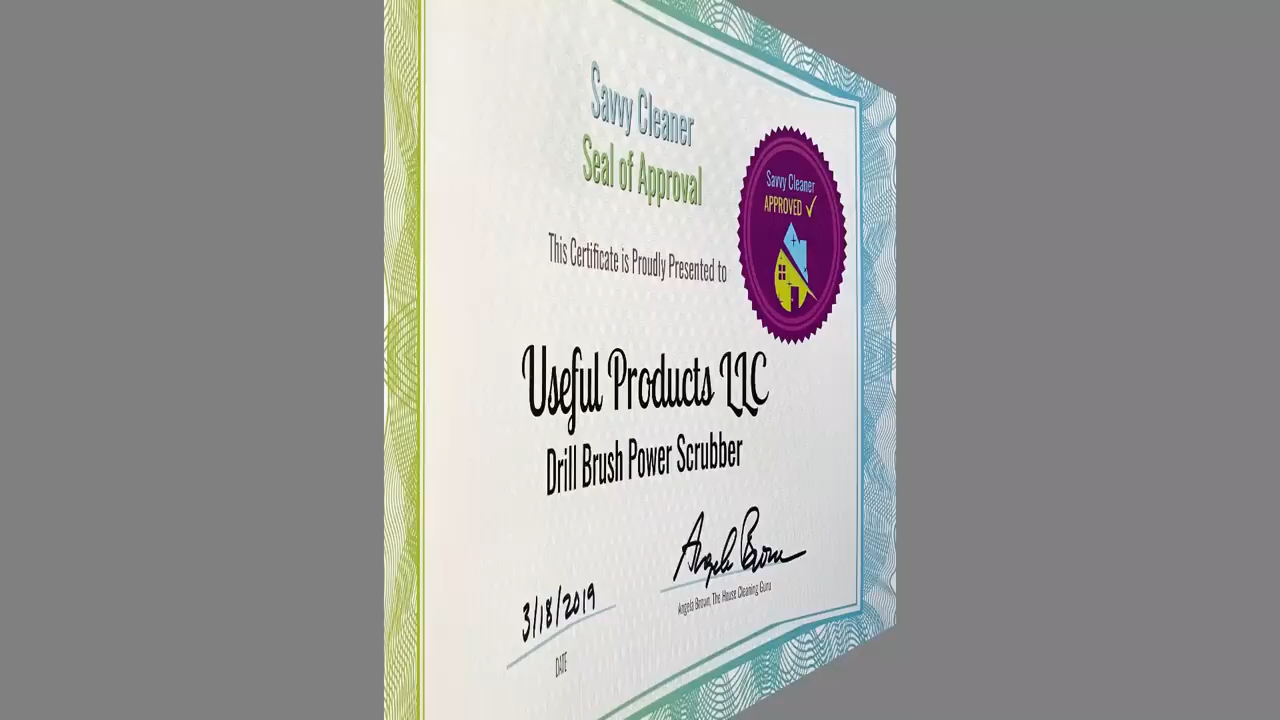 Savvy Cleaner
Seal of Approval
Savvy Cleaner
APPROVED
This Certificate is Proudly Presented to
Useful Products LLC
Drill Brush Power Scrubber
Angela Brown
Angela Brown, The House Cleaning Guru
3/18/2019
DATE